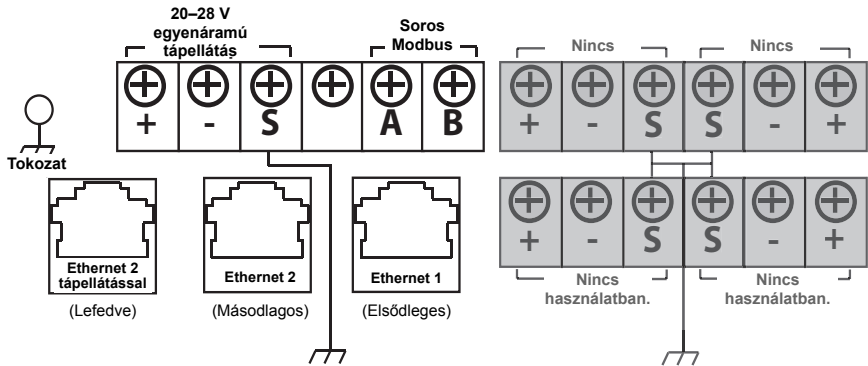 20–28 V
egyenáramú
tápellátás
Soros
Modbus
Nincs
Nincs
+ - S A B
+ - S S - +
Tokozat
+ - S S - +
Ethernet 2
tápellátással
Ethernet 2
Ethernet 1
(Lefedve)
(Másodlagos)
(Elsődleges)
Nincs
használatban.
Nincs
használatban.